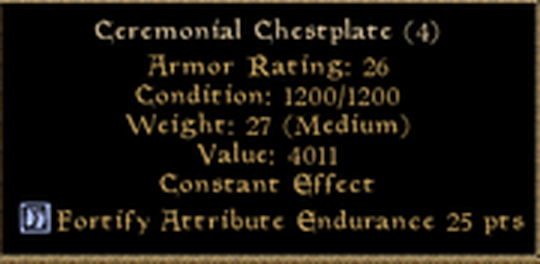 Ceremonial Chestplate (4)
Armor Rating: 26
Condition: 1200/1200
Weight: 27 (Medium)
Value: 4011
Constant Effect
Fortify Attribute Endurance 25 pts